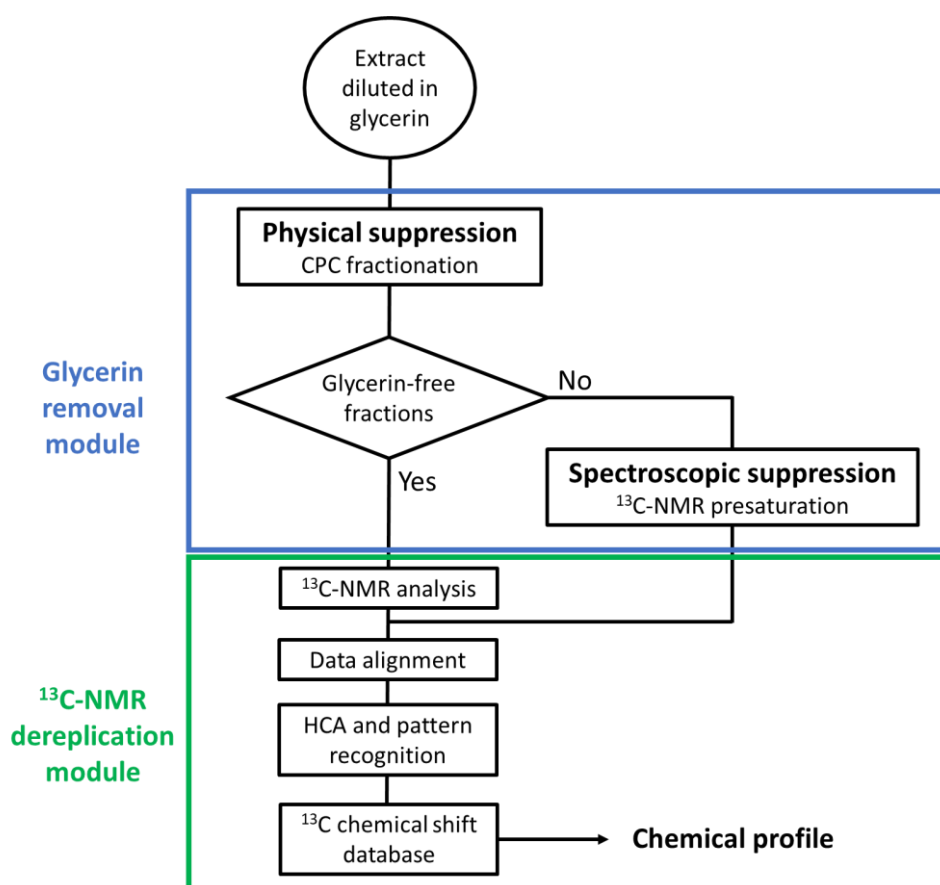 Extract
diluted in
glycerin
Physical suppression
CPC fractionation
Glycerin
removal
module
Glycerin-free
fractions
No
Yes
Spectroscopic suppression
¹³C-NMR presaturation
¹³C-NMR
dereplication
module
¹³C-NMR analysis
Data alignment
HCA and pattern
recognition
¹³C chemical shift
database
Chemical profile